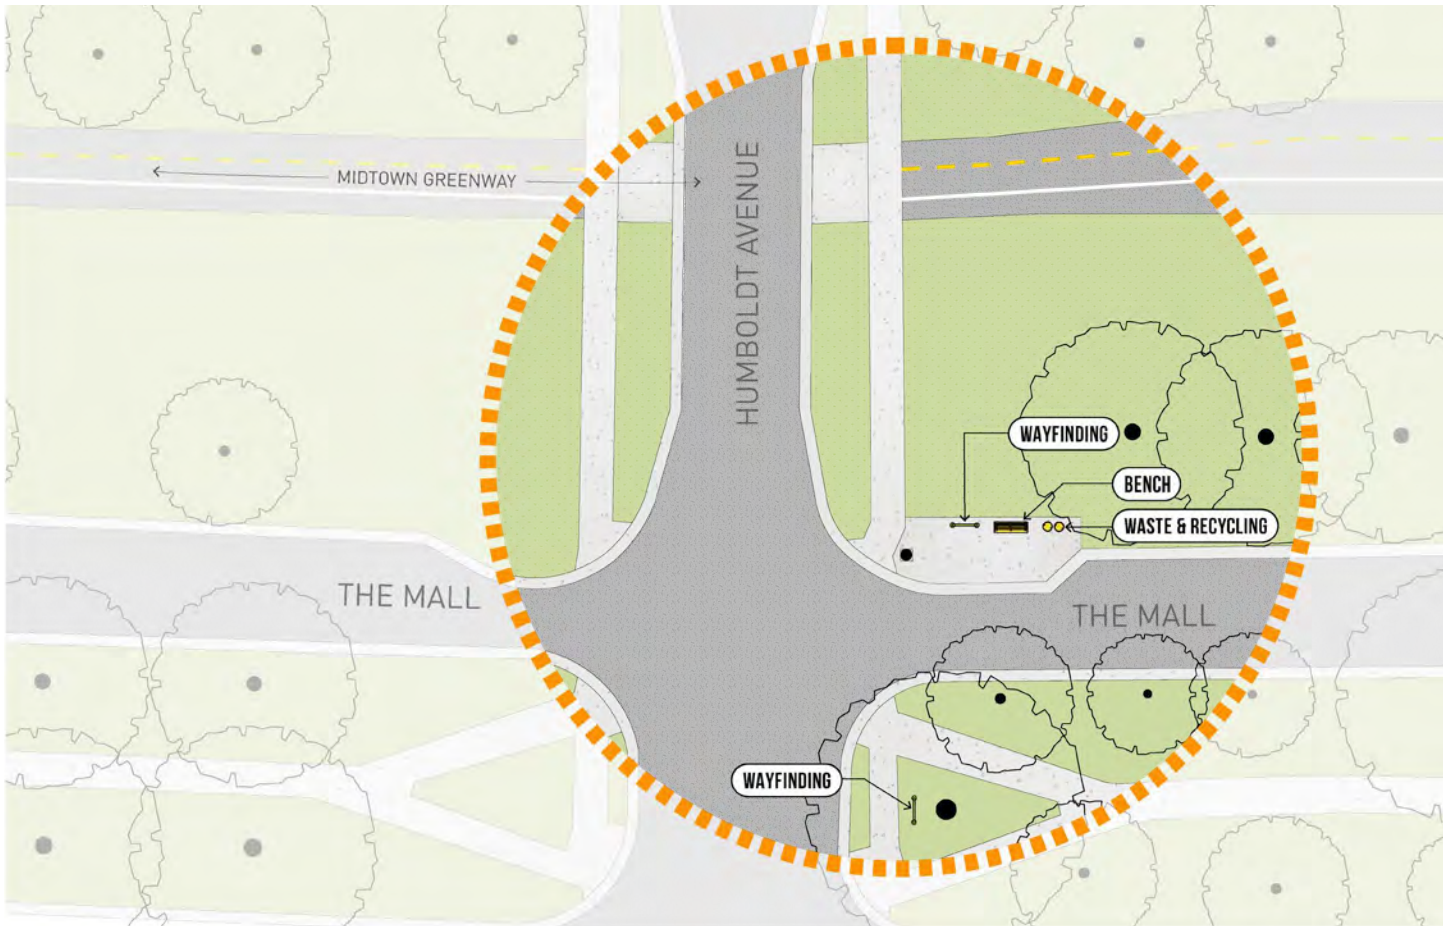 MIDTOWN GREENWAY
HUMBOLDT AVENUE
WAYFINDING
BENCH
WASTE & RECYCLING
THE MALL
THE MALL
WAYFINDING